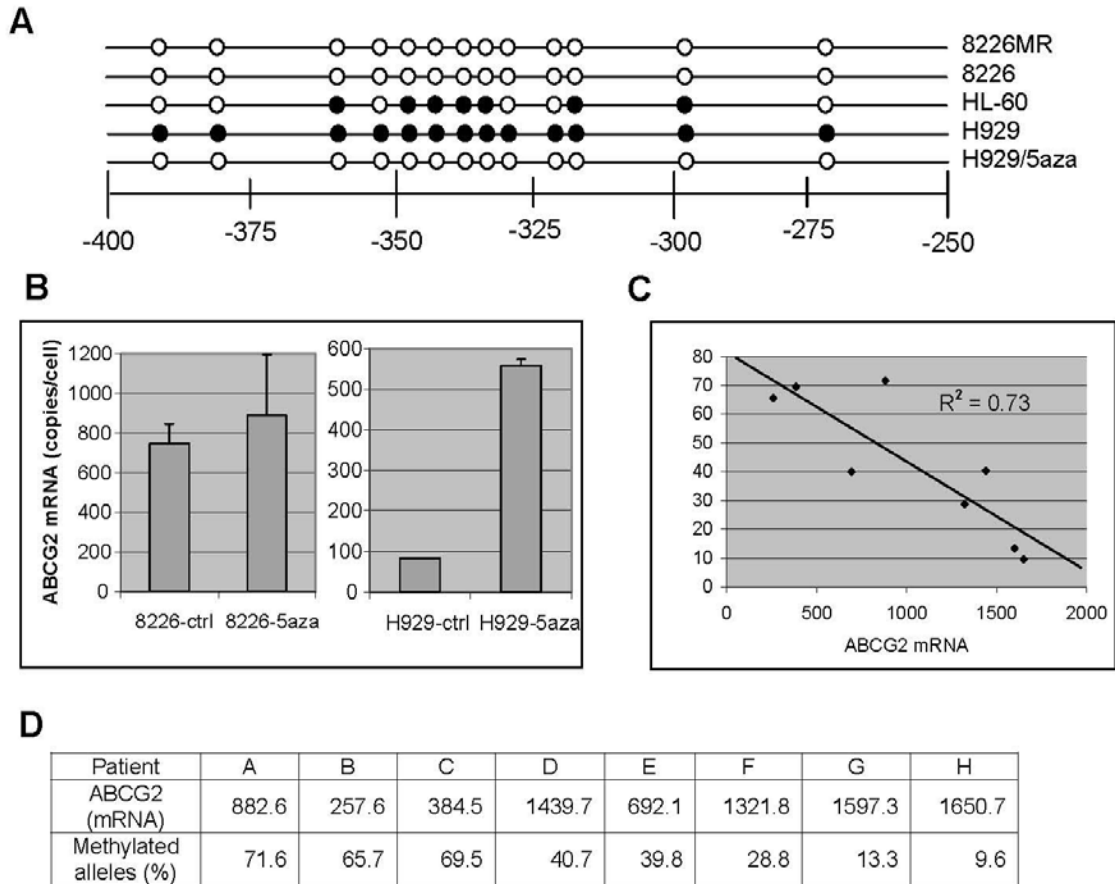 A
8226MR
8226
HL-60
H929
H929/5aza
-400 -375 -350 -325 -300 -275 -250
B
ABCG2 mRNA (copies/cell)
1200
1000
800
600
400
200
0
8226-ctrl 8226-5aza
600
500
400
300
200
100
0
H929-ctrl H929-5aza
C
80
70
60
50
40
30
20
10
0
R² = 0.73
0 500 1000 1500 2000
ABCG2 mRNA
D
Patient A B C D E F G H
ABCG2 (mRNA) 882.6 257.6 384.5 1439.7 692.1 1321.8 1597.3 1650.7
Methylated alleles (%) 71.6 65.7 69.5 40.7 39.8 28.8 13.3 9.6